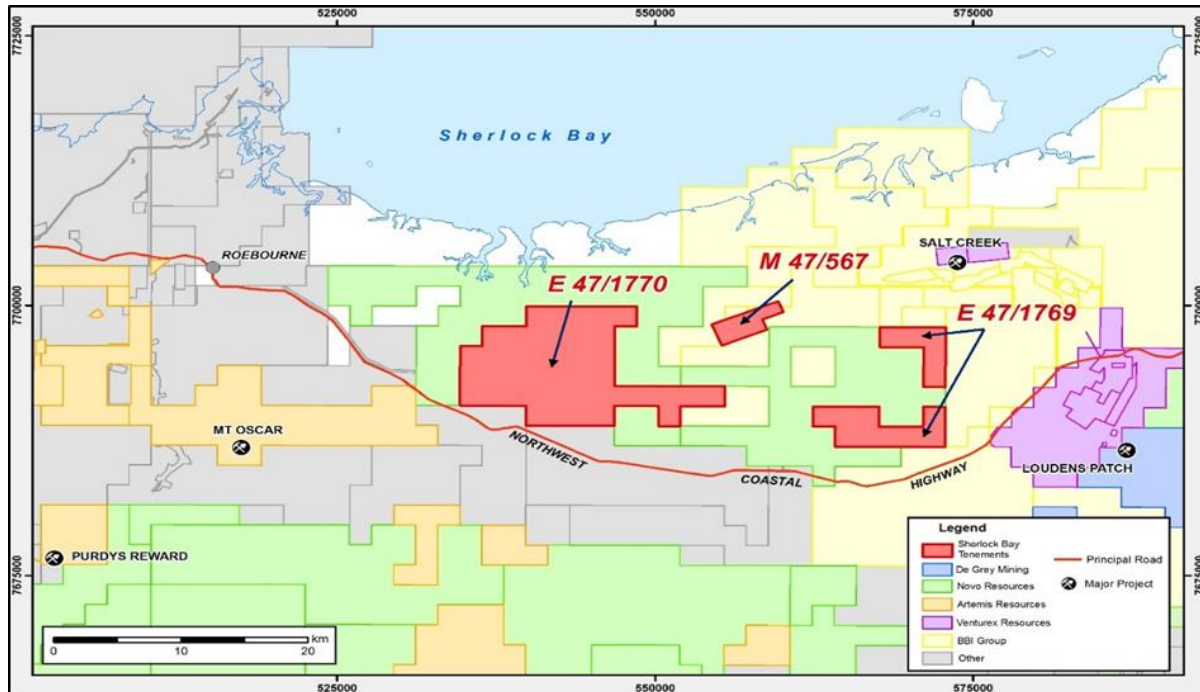 525000
550000
575000
7725000
7725000
Sherlock Bay
ROEBOURNE
SALT CREEK
M 47/567
E 47/1770
7700000
7700000
E 47/1769
MT OSCAR
NORTHWEST
COASTAL
HIGHWAY
LOUDENS PATCH
PURDYS REWARD
7675000
7675000
Legend
Sherlock Bay
Tenements
De Grey Mining
Novo Resources
Artemis Resources
Venturex Resources
BBI Group
Other
Principal Road
Major Project
km
0 10 20
525000
550000
575000